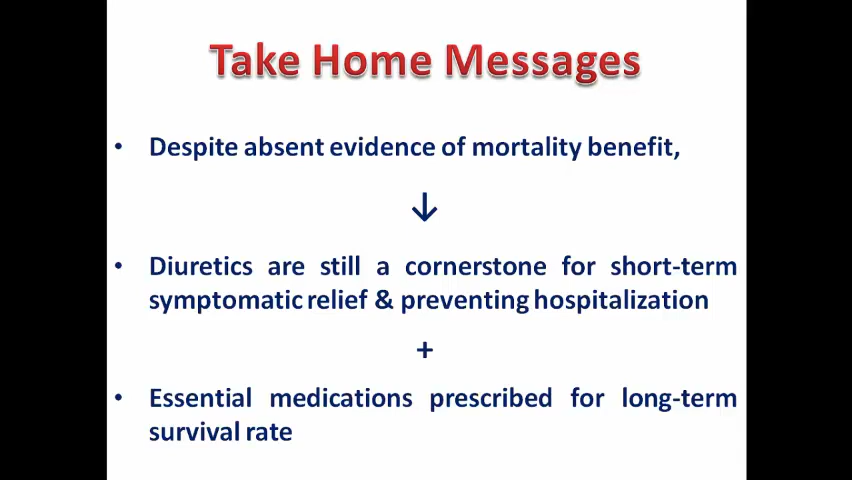 Take Home Messages
• Despite absent evidence of mortality benefit,
↓
• Diuretics are still a cornerstone for short-term
symptomatic relief & preventing hospitalization
+
• Essential medications prescribed for long-term
survival rate